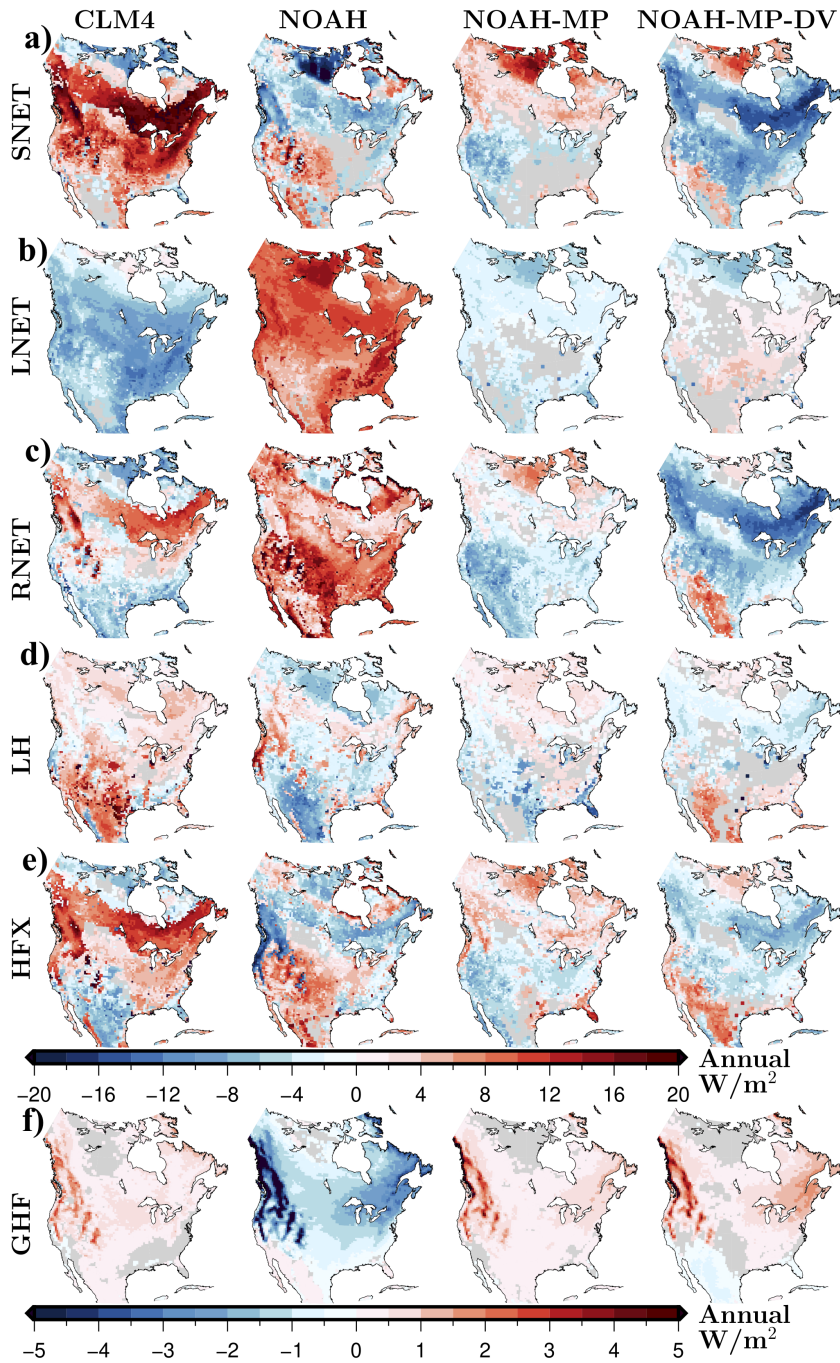 CLM4 NOAH NOAH-MP NOAH-MP-DV
a)
SNET
b)
LNET
c)
RNET
d)
LH
e)
HFX
−20 −16 −12 −8 −4 0 4 8 12 16 20
Annual
W/m²
f)
GHF
−5 −4 −3 −2 −1 0 1 2 3 4 5
Annual
W/m²